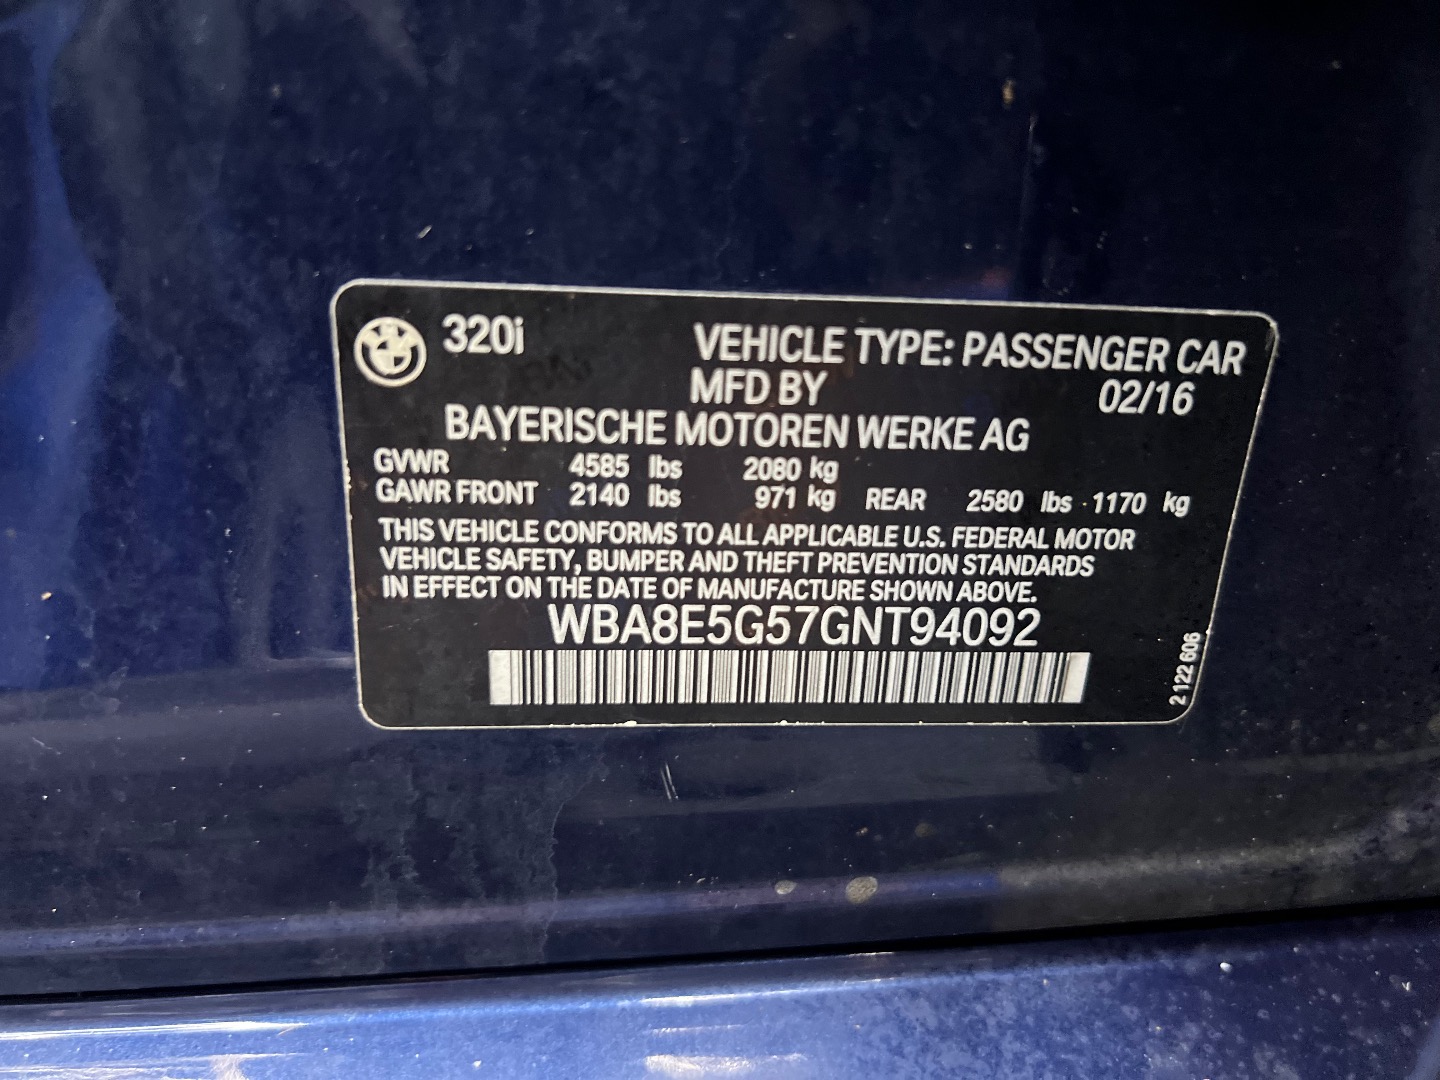 320i
VEHICLE TYPE: PASSENGER CAR
MFD BY 02/16
BAYERISCHE MOTOREN WERKE AG
GVWR 4585 lbs 2080 kg
GAWR FRONT 2140 lbs 971 kg REAR 2580 lbs 1170 kg
THIS VEHICLE CONFORMS TO ALL APPLICABLE U.S. FEDERAL MOTOR
VEHICLE SAFETY, BUMPER AND THEFT PREVENTION STANDARDS
IN EFFECT ON THE DATE OF MANUFACTURE SHOWN ABOVE.
WBA8E5G57GNT94092
2 122 606